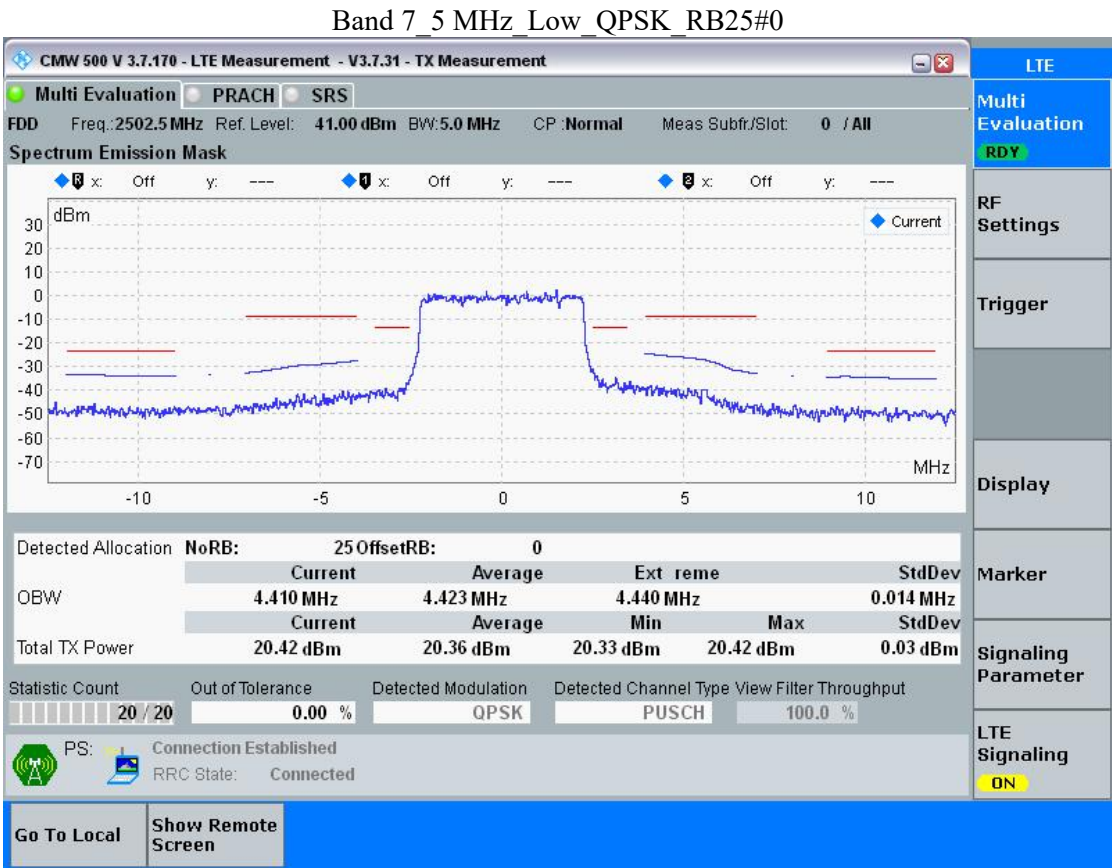 Band 7_5 MHz_Low_QPSK_RB25#0
CMW 500 V 3.7.170 - LTE Measurement - V3.7.31 - TX Measurement
LTE
Multi Evaluation PRACH SRS
Multi Evaluation
RDY
FDD Freq.:2502.5 MHz Ref. Level: 41.00 dBm BW:5.0 MHz CP :Normal Meas Subfr./Slot: 0 / All
Spectrum Emission Mask
R x: Off y: --- 1 x: Off y: --- 2 x: Off y: ---
dBm
Current
30
20
10
0
-10
-20
-30
-40
-50
-60
-70
MHz
-10 -5 0 5 10
RF
Settings
Trigger
Display
Marker
Signaling
Parameter
LTE
Signaling
ON
Detected Allocation NoRB: 25 OffsetRB: 0
Current Average Ext reme StdDev
OBW 4.410 MHz 4.423 MHz 4.440 MHz 0.014 MHz
Current Average Min Max StdDev
Total TX Power 20.42 dBm 20.36 dBm 20.33 dBm 20.42 dBm 0.03 dBm
Statistic Count Out of Tolerance Detected Modulation Detected Channel Type View Filter Throughput
20 / 20 0.00 % QPSK PUSCH 100.0 %
PS: Connection Established
RRC State: Connected
Go To Local
Show Remote
Screen